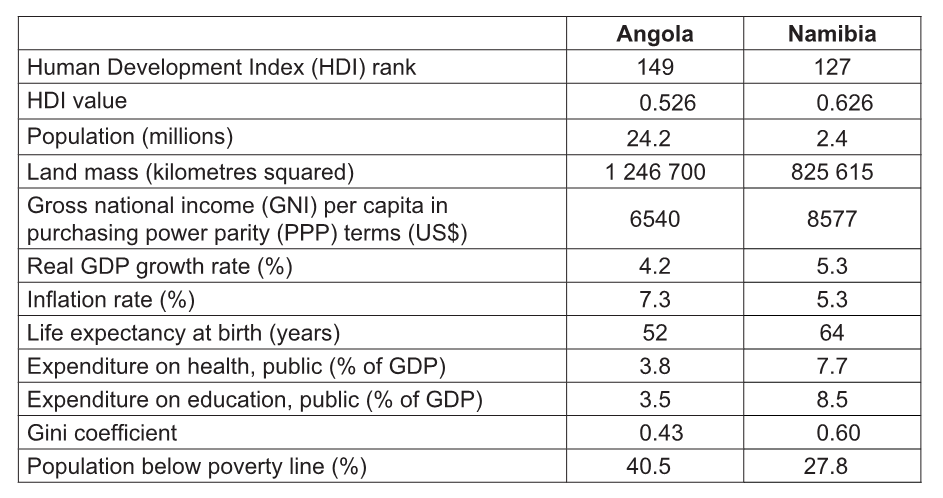 Angola Namibia
Human Development Index (HDI) rank 149 127
HDI value 0.526 0.626
Population (millions) 24.2 2.4
Land mass (kilometres squared) 1 246 700 825 615
Gross national income (GNI) per capita in
purchasing power parity (PPP) terms (US$) 6540 8577
Real GDP growth rate (%) 4.2 5.3
Inflation rate (%) 7.3 5.3
Life expectancy at birth (years) 52 64
Expenditure on health, public (% of GDP) 3.8 7.7
Expenditure on education, public (% of GDP) 3.5 8.5
Gini coefficient 0.43 0.60
Population below poverty line (%) 40.5 27.8